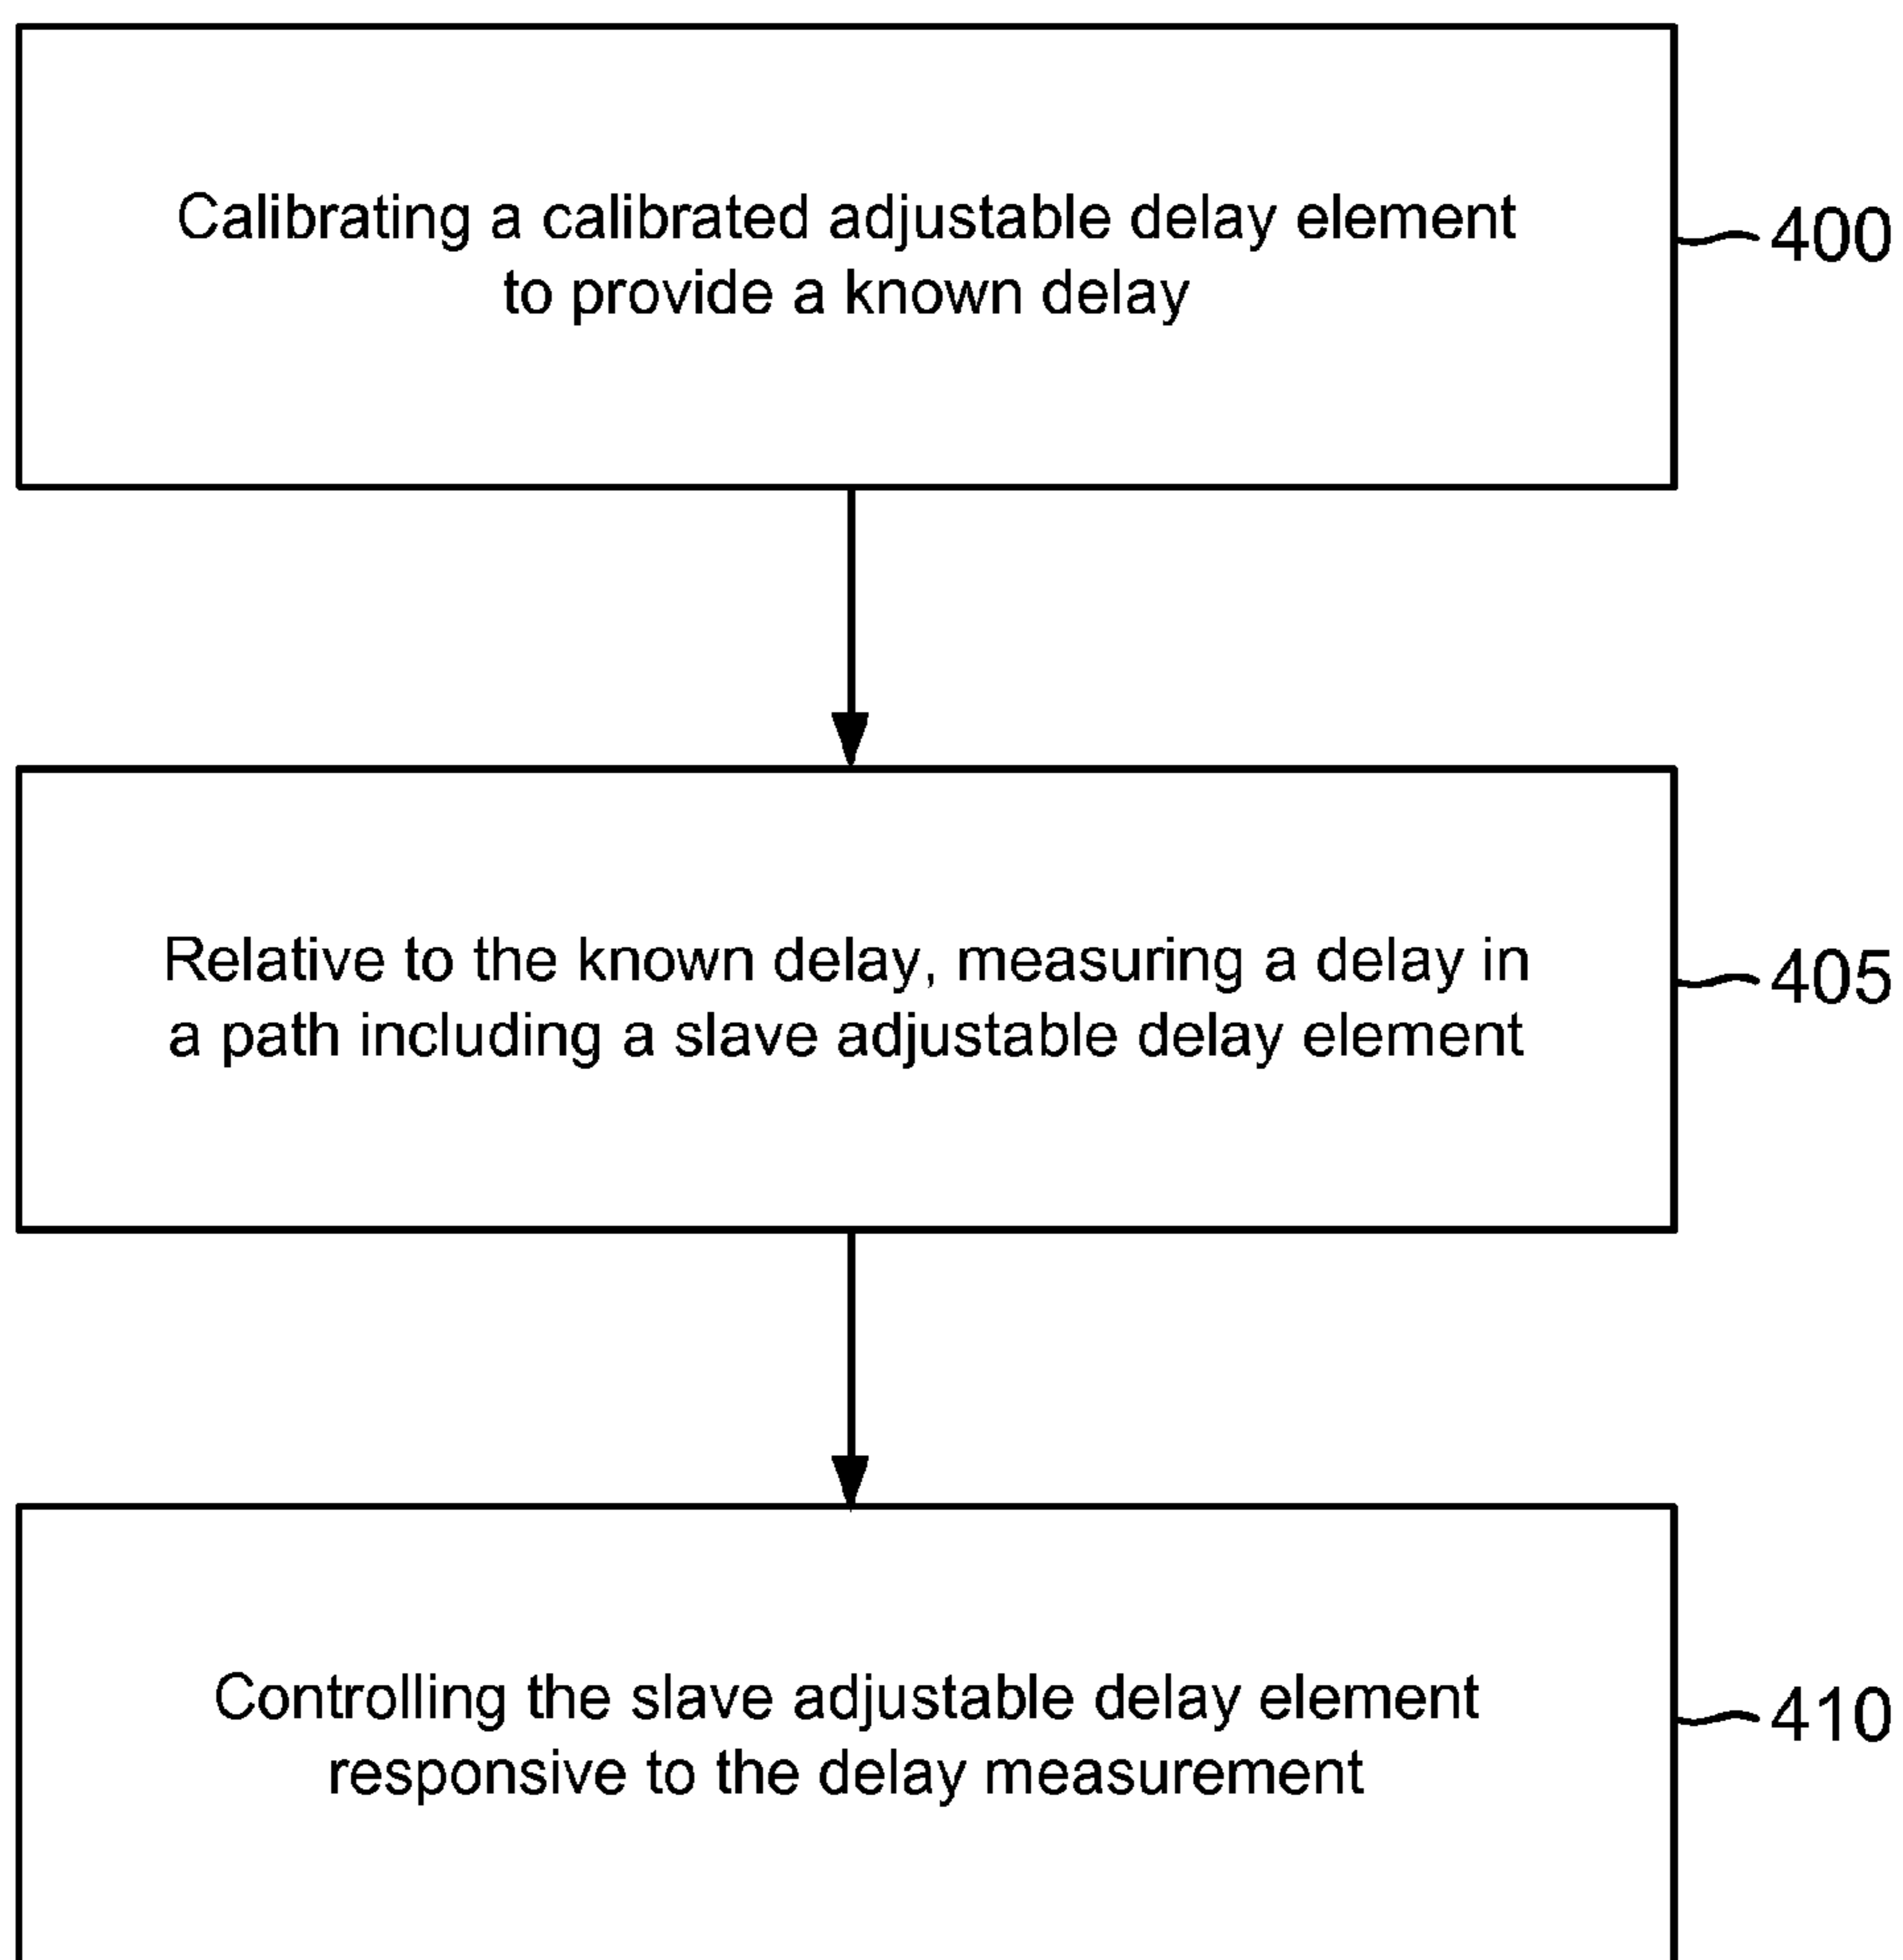 Calibrating a calibrated adjustable delay element
to provide a known delay
400
Relative to the known delay, measuring a delay in
a path including a slave adjustable delay element
405
Controlling the slave adjustable delay element
responsive to the delay measurement
410